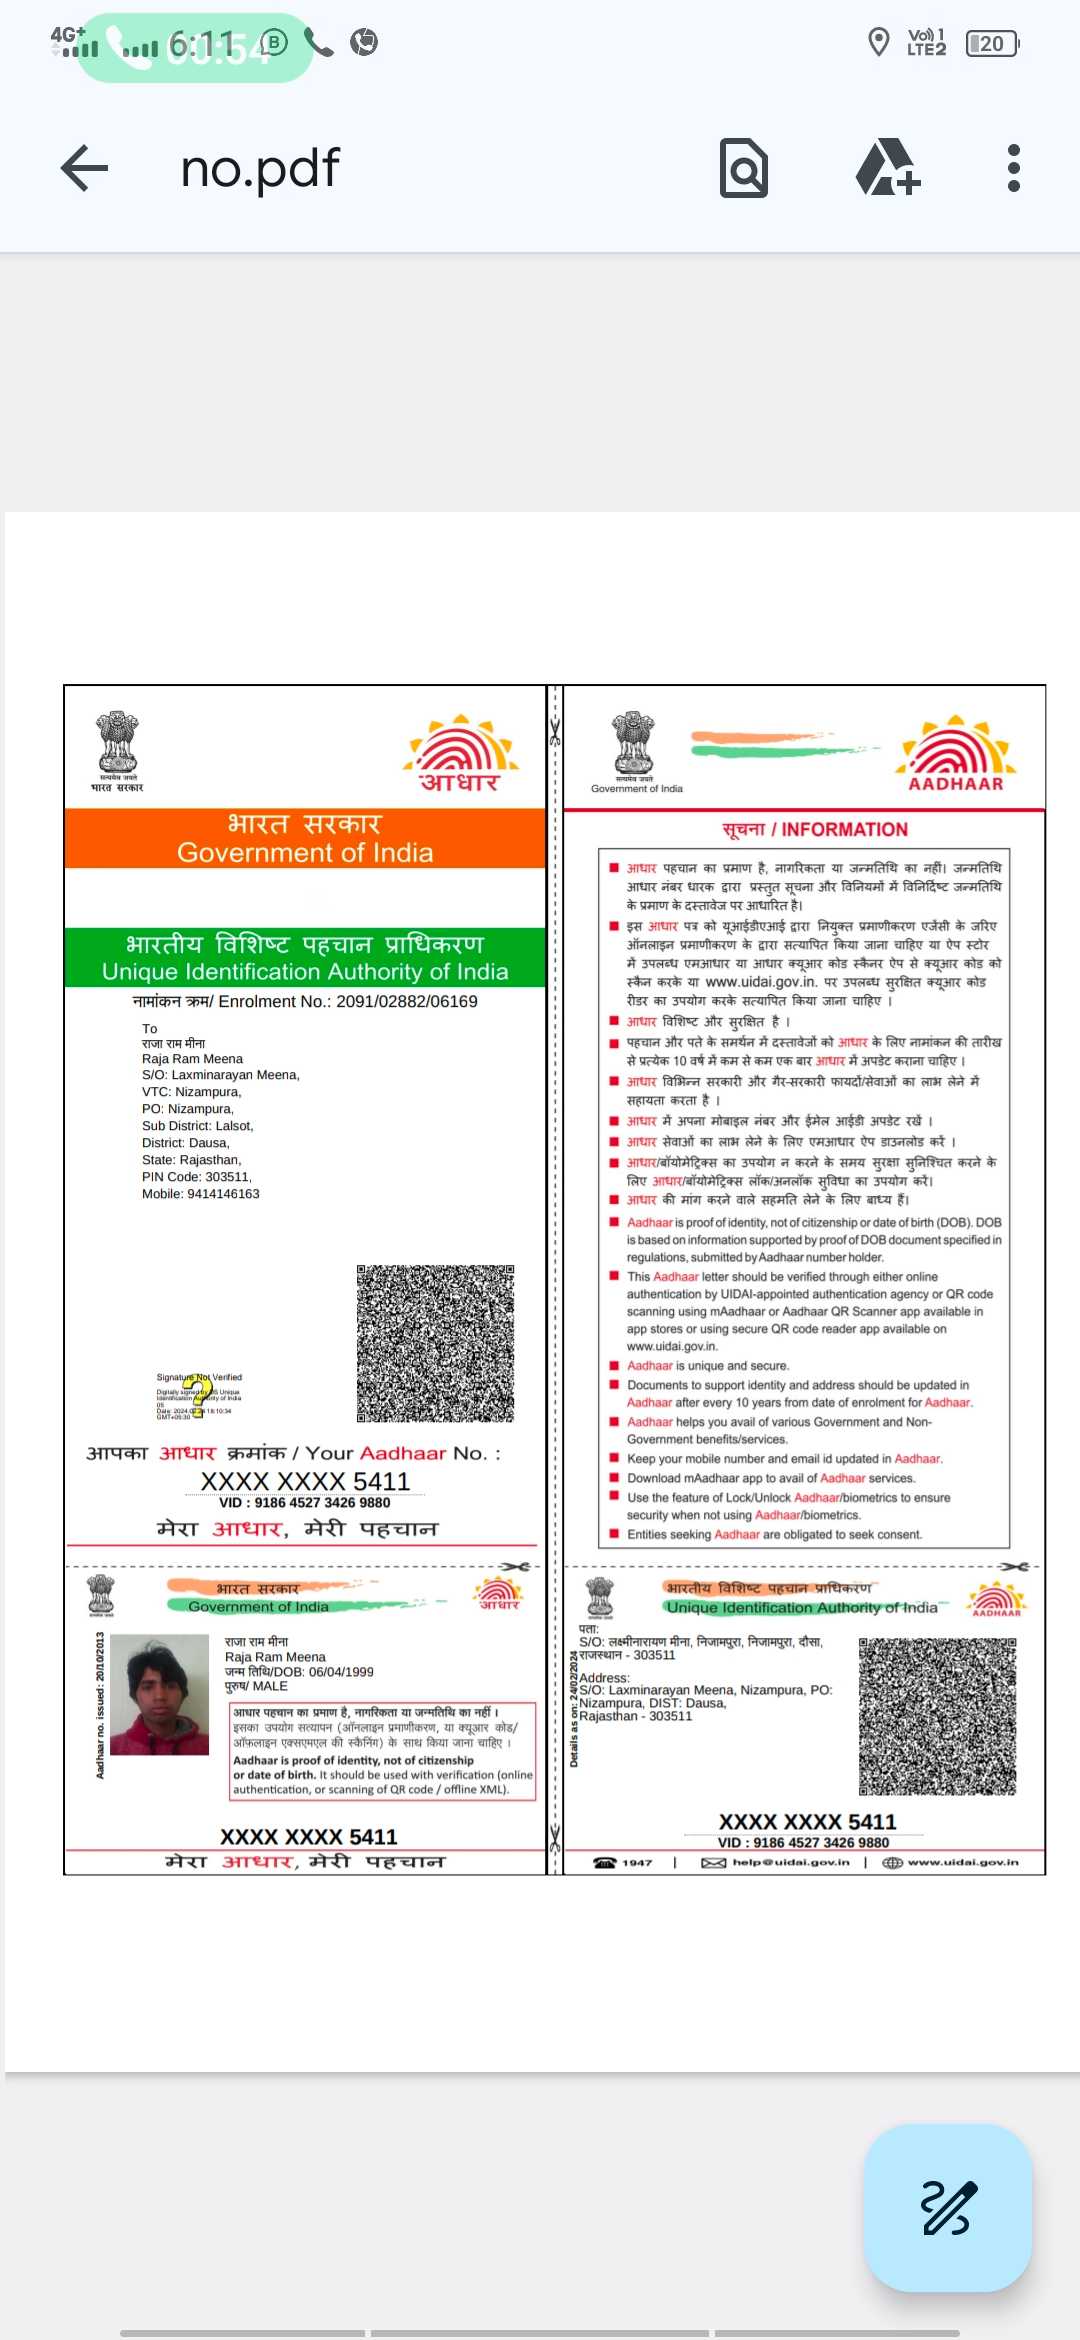 4G+
6:11
00:54
B
Vo)) 1
LTE2
20
no.pdf
सत्यमेव जयते
भारत सरकार
आधार
भारत सरकार
Government of India
भारतीय विशिष्ट पहचान प्राधिकरण
Unique Identification Authority of India
नामांकन क्रम/ Enrolment No.: 2091/02882/06169
To
राजा राम मीना
Raja Ram Meena
S/O: Laxminarayan Meena,
VTC: Nizampura,
PO: Nizampura,
Sub District: Lalsot,
District: Dausa,
State: Rajasthan,
PIN Code: 303511,
Mobile: 9414146163
Signature Not Verified
Digitally signed by DS Unique
Identification Authority of India
05
Date: 2024.02.24 18:10:34
GMT+05:30
आपका आधार क्रमांक / Your Aadhaar No. :
XXXX XXXX 5411
VID : 9186 4527 3426 9880
मेरा आधार, मेरी पहचान
सत्यमेव जयते
Government of India
AADHAAR
सूचना / INFORMATION
आधार पहचान का प्रमाण है, नागरिकता या जन्मतिथि का नहीं। जन्मतिथि
आधार नंबर धारक द्वारा प्रस्तुत सूचना और विनियमों में विनिर्दिष्ट जन्मतिथि
के प्रमाण के दस्तावेज पर आधारित है।
इस आधार पत्र को यूआईडीएआई द्वारा नियुक्त प्रमाणीकरण एजेंसी के जरिए
ऑनलाइन प्रमाणीकरण के द्वारा सत्यापित किया जाना चाहिए या ऐप स्टोर
में उपलब्ध एमआधार या आधार क्यूआर कोड स्कैनर ऐप से क्यूआर कोड को
स्कैन करके या www.uidai.gov.in. पर उपलब्ध सुरक्षित क्यूआर कोड
रीडर का उपयोग करके सत्यापित किया जाना चाहिए ।
आधार विशिष्ट और सुरक्षित है ।
पहचान और पते के समर्थन में दस्तावेजों को आधार के लिए नामांकन की तारीख
से प्रत्येक 10 वर्ष में कम से कम एक बार आधार में अपडेट कराना चाहिए ।
आधार विभिन्न सरकारी और गैर-सरकारी फायदों/सेवाओं का लाभ लेने में
सहायता करता है ।
आधार में अपना मोबाइल नंबर और ईमेल आईडी अपडेट रखें ।
आधार सेवाओं का लाभ लेने के लिए एमआधार ऐप डाउनलोड करें ।
आधार/बॉयोमेट्रिक्स का उपयोग न करने के समय सुरक्षा सुनिश्चित करने के
लिए आधार/बॉयोमेट्रिक्स लॉक/अनलॉक सुविधा का उपयोग करें।
आधार की मांग करने वाले सहमति लेने के लिए बाध्य हैं।
Aadhaar is proof of identity, not of citizenship or date of birth (DOB). DOB
is based on information supported by proof of DOB document specified in
regulations, submitted by Aadhaar number holder.
This Aadhaar letter should be verified through either online
authentication by UIDAI-appointed authentication agency or QR code
scanning using mAadhaar or Aadhaar QR Scanner app available in
app stores or using secure QR code reader app available on
www.uidai.gov.in.
Aadhaar is unique and secure.
Documents to support identity and address should be updated in
Aadhaar after every 10 years from date of enrolment for Aadhaar.
Aadhaar helps you avail of various Government and Non-
Government benefits/services.
Keep your mobile number and email id updated in Aadhaar.
Download mAadhaar app to avail of Aadhaar services.
Use the feature of Lock/Unlock Aadhaar/biometrics to ensure
security when not using Aadhaar/biometrics.
Entities seeking Aadhaar are obligated to seek consent.
भारत सरकार
Government of India
आधार
Aadhaar no. issued: 20/10/2013
राजा राम मीना
Raja Ram Meena
जन्म तिथि/DOB: 06/04/1999
पुरुष/ MALE
आधार पहचान का प्रमाण है, नागरिकता या जन्मतिथि का नहीं ।
इसका उपयोग सत्यापन (ऑनलाइन प्रमाणीकरण, या क्यूआर कोड/
ऑफ़लाइन एक्सएमएल की स्कैनिंग) के साथ किया जाना चाहिए ।
Aadhaar is proof of identity, not of citizenship
or date of birth. It should be used with verification (online
authentication, or scanning of QR code / offline XML).
XXXX XXXX 5411
मेरा आधार, मेरी पहचान
भारतीय विशिष्ट पहचान प्राधिकरण
Unique Identification Authority of India
AADHAAR
Details as on: 24/02/2024
पता:
S/O: लक्ष्मीनारायण मीना, निजामपुरा, निजामपुरा, दौसा,
राजस्थान - 303511
Address:
S/O: Laxminarayan Meena, Nizampura, PO:
Nizampura, DIST: Dausa,
Rajasthan - 303511
XXXX XXXX 5411
VID : 9186 4527 3426 9880
1947 | help@uidai.gov.in | www.uidai.gov.in